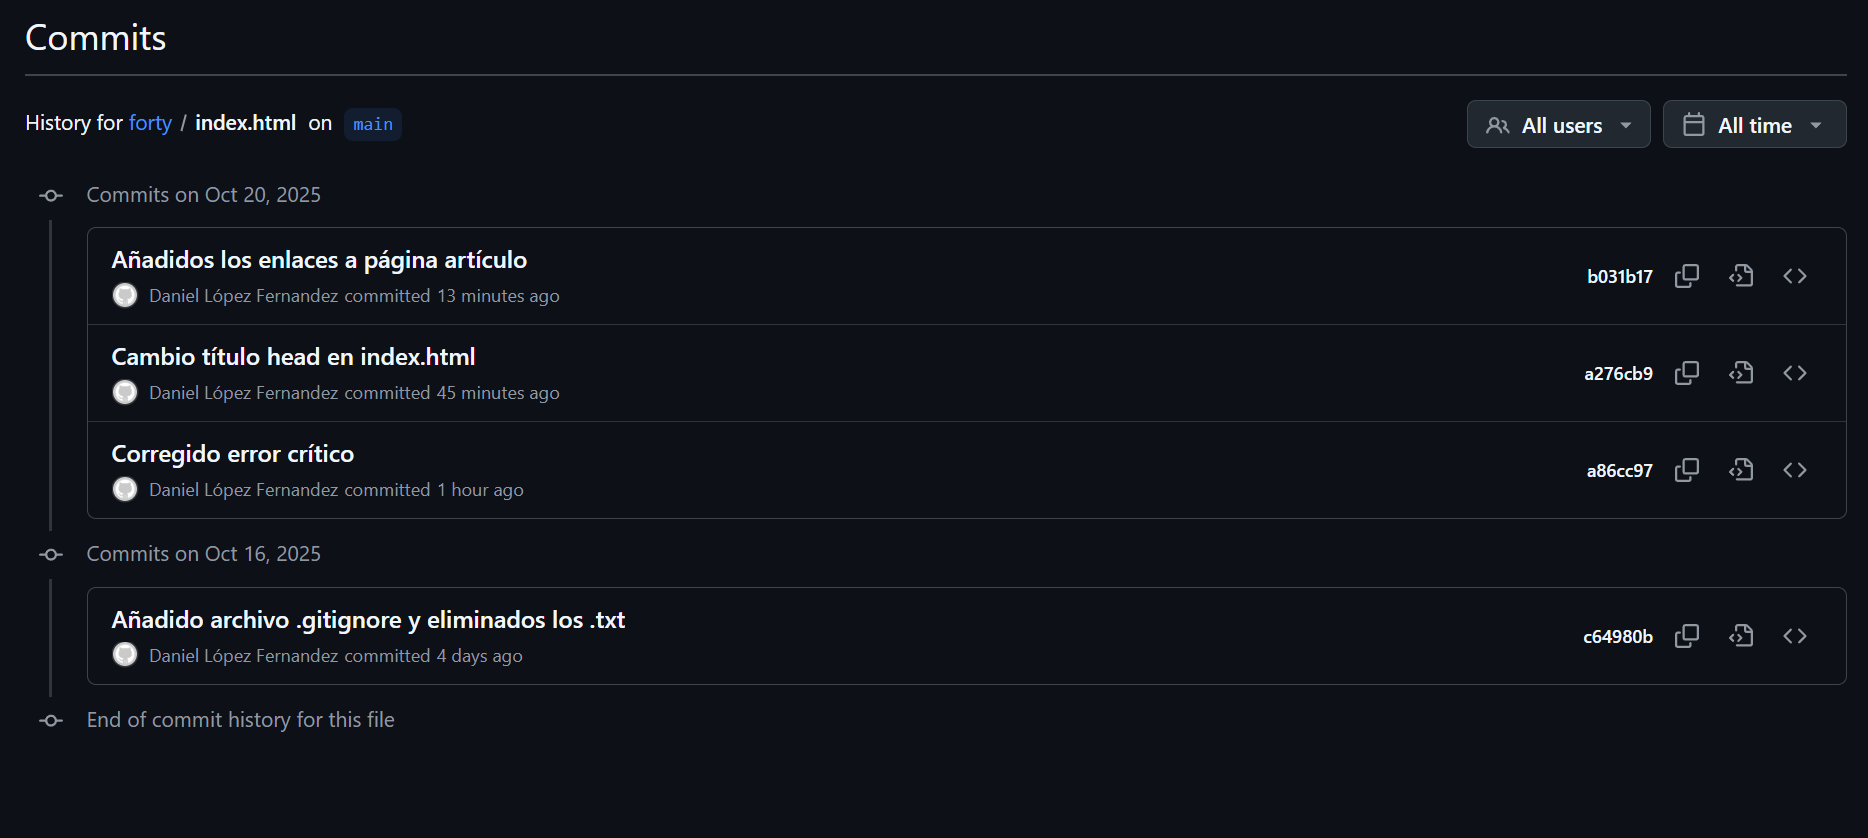 Commits
History for forty / index.html on main
All users
All time
Commits on Oct 20, 2025
Añadidos los enlaces a página artículo
b031b17
Daniel López Fernandez committed 13 minutes ago
Cambio título head en index.html
a276cb9
Daniel López Fernandez committed 45 minutes ago
Corregido error crítico
a86cc97
Daniel López Fernandez committed 1 hour ago
Commits on Oct 16, 2025
Añadido archivo .gitignore y eliminados los .txt
c64980b
Daniel López Fernandez committed 4 days ago
End of commit history for this file